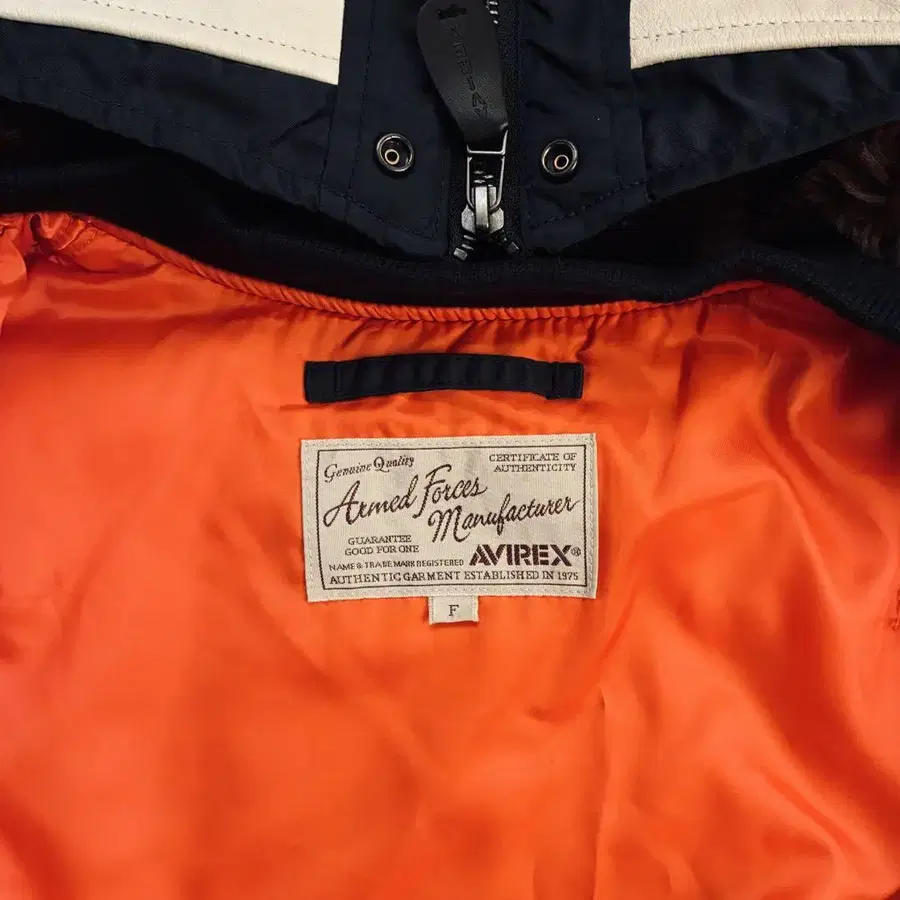 Genuine Quality
CERTIFICATE OF
AUTHENTICITY
Armed Forces
Manufacturer
GUARANTEE
GOOD FOR ONE
NAME & TRADE MARK REGISTERED AVIREX®
AUTHENTIC GARMENT ESTABLISHED IN 1975
F